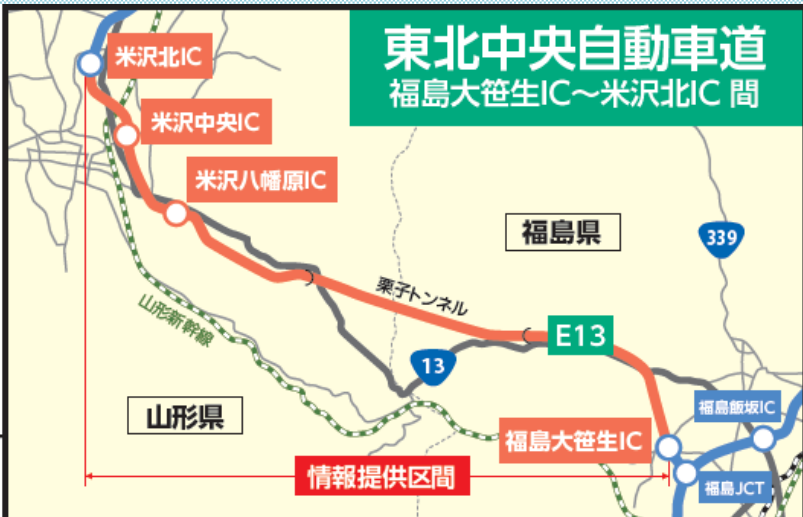 東北中央自動車道
福島大笹生IC～米沢北IC 間
米沢北IC
米沢中央IC
米沢八幡原IC
福島県
339
栗子トンネル
山形新幹線
E13
13
山形県
福島飯坂IC
福島大笹生IC
情報提供区間
福島JCT